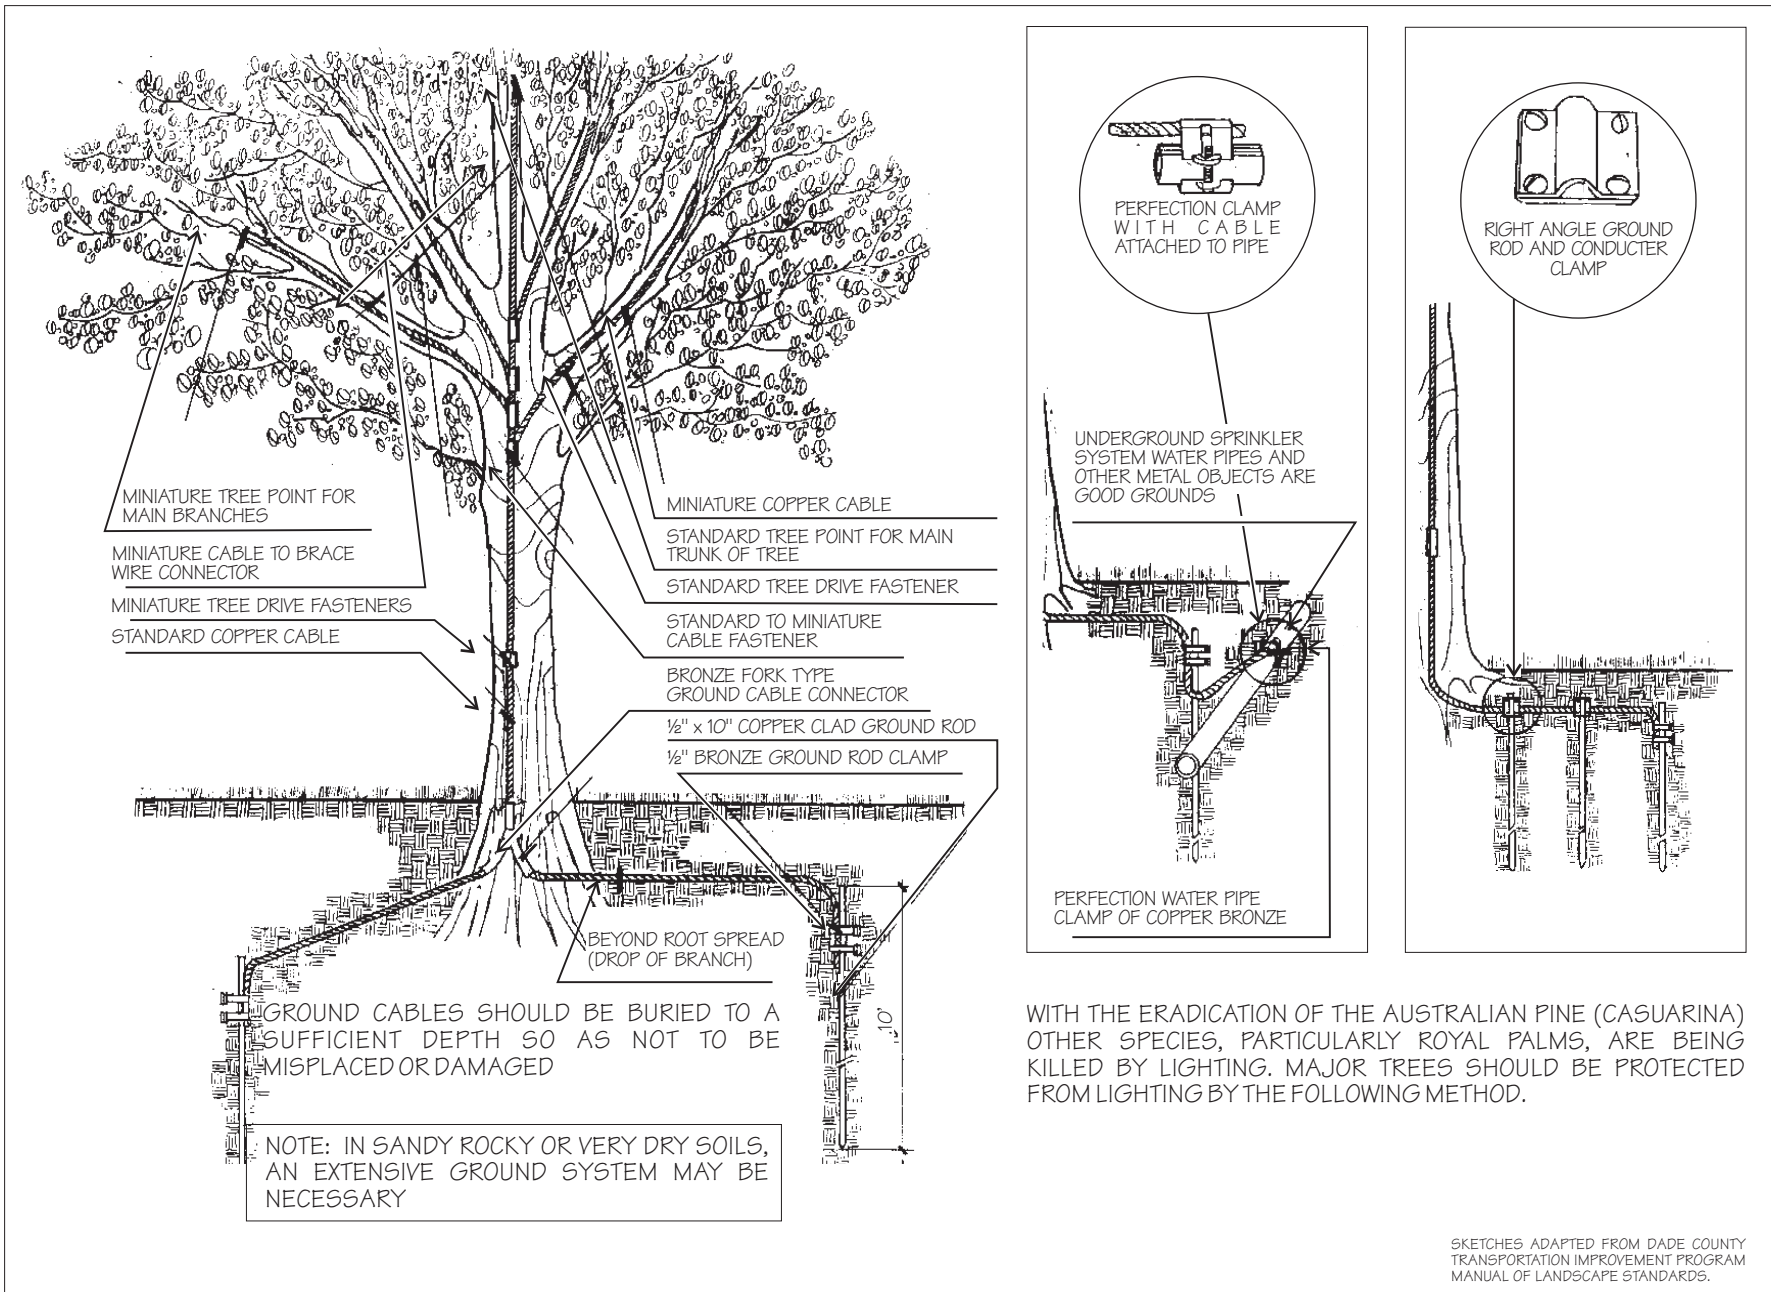 MINIATURE TREE POINT FOR
MAIN BRANCHES
MINIATURE CABLE TO BRACE
WIRE CONNECTOR
MINIATURE TREE DRIVE FASTENERS
STANDARD COPPER CABLE
MINIATURE COPPER CABLE
STANDARD TREE POINT FOR MAIN
TRUNK OF TREE
STANDARD TREE DRIVE FASTENER
STANDARD TO MINIATURE
CABLE FASTENER
BRONZE FORK TYPE
GROUND CABLE CONNECTOR
½" x 10" COPPER CLAD GROUND ROD
½" BRONZE GROUND ROD CLAMP
BEYOND ROOT SPREAD
(DROP OF BRANCH)
10'
GROUND CABLES SHOULD BE BURIED TO A
SUFFICIENT DEPTH SO AS NOT TO BE
MISPLACED OR DAMAGED
NOTE: IN SANDY ROCKY OR VERY DRY SOILS,
AN EXTENSIVE GROUND SYSTEM MAY BE
NECESSARY
PERFECTION CLAMP
WITH CABLE
ATTACHED TO PIPE
UNDERGROUND SPRINKLER
SYSTEM WATER PIPES AND
OTHER METAL OBJECTS ARE
GOOD GROUNDS
PERFECTION WATER PIPE
CLAMP OF COPPER BRONZE
RIGHT ANGLE GROUND
ROD AND CONDUCTER
CLAMP
WITH THE ERADICATION OF THE AUSTRALIAN PINE (CASUARINA)
OTHER SPECIES, PARTICULARLY ROYAL PALMS, ARE BEING
KILLED BY LIGHTING. MAJOR TREES SHOULD BE PROTECTED
FROM LIGHTING BY THE FOLLOWING METHOD.
SKETCHES ADAPTED FROM DADE COUNTY
TRANSPORTATION IMPROVEMENT PROGRAM
MANUAL OF LANDSCAPE STANDARDS.